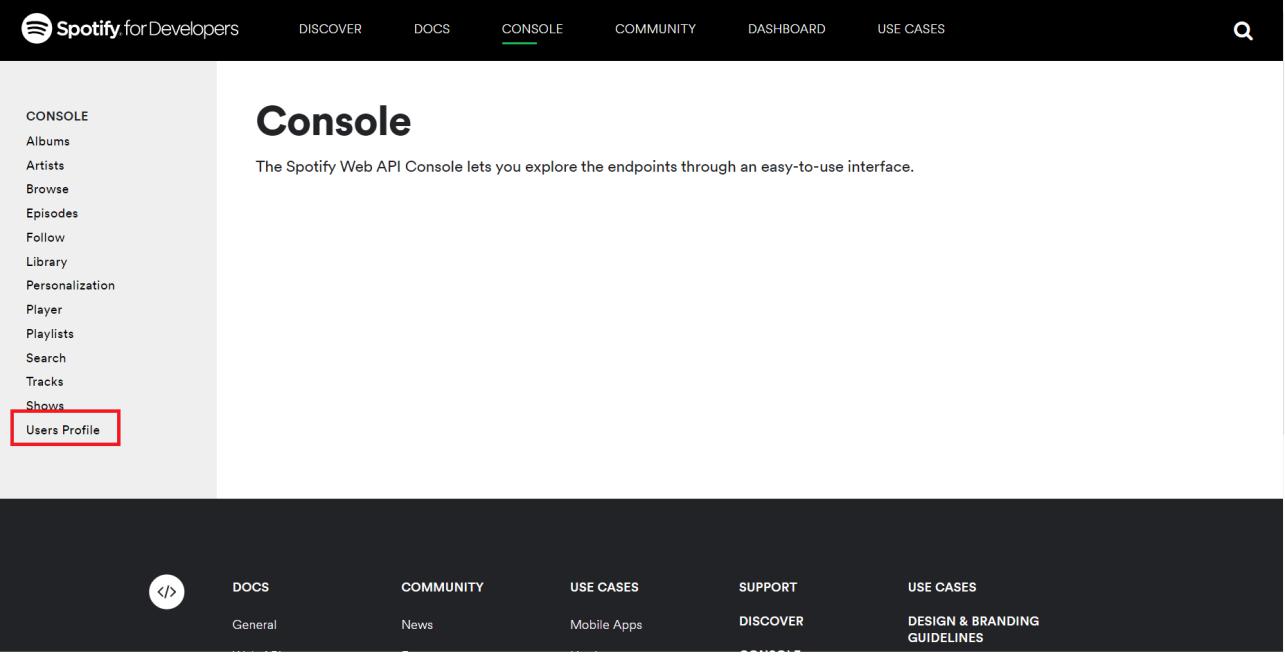 Spotify for Developers DISCOVER DOCS CONSOLE COMMUNITY DASHBOARD USE CASES
CONSOLE
Albums
Artists
Browse
Episodes
Follow
Library
Personalization
Player
Playlists
Search
Tracks
Shows
Users Profile
Console
The Spotify Web API Console lets you explore the endpoints through an easy-to-use interface.
</>
DOCS
General
COMMUNITY
News
USE CASES
Mobile Apps
SUPPORT
DISCOVER
CONSOLE
USE CASES
DESIGN & BRANDING
GUIDELINES